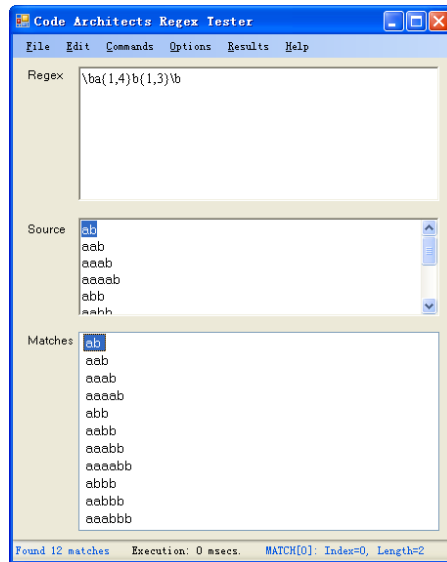 Code Architects Regex Tester
File Edit Commands Options Results Help
Regex
\ba{1,4}b{1,3}\b
Source
ab
aab
aaab
aaaab
abb
aabb
Matches
ab
aab
aaab
aaaab
abb
aabb
aaabb
aaaabb
abbb
aabbb
aaabbb
Found 12 matches Execution: 0 msecs. MATCH[0]: Index=0, Length=2